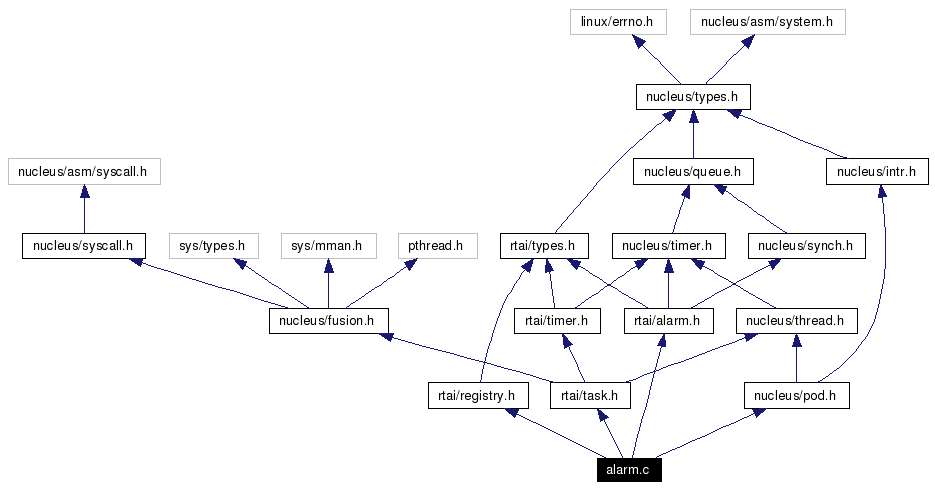 linux/errno.h
nucleus/asm/system.h
nucleus/types.h
nucleus/asm/syscall.h
nucleus/queue.h
nucleus/intr.h
nucleus/syscall.h
sys/types.h
sys/mman.h
pthread.h
rtai/types.h
nucleus/timer.h
nucleus/synch.h
nucleus/fusion.h
rtai/timer.h
rtai/alarm.h
nucleus/thread.h
rtai/registry.h
rtai/task.h
nucleus/pod.h
alarm.c